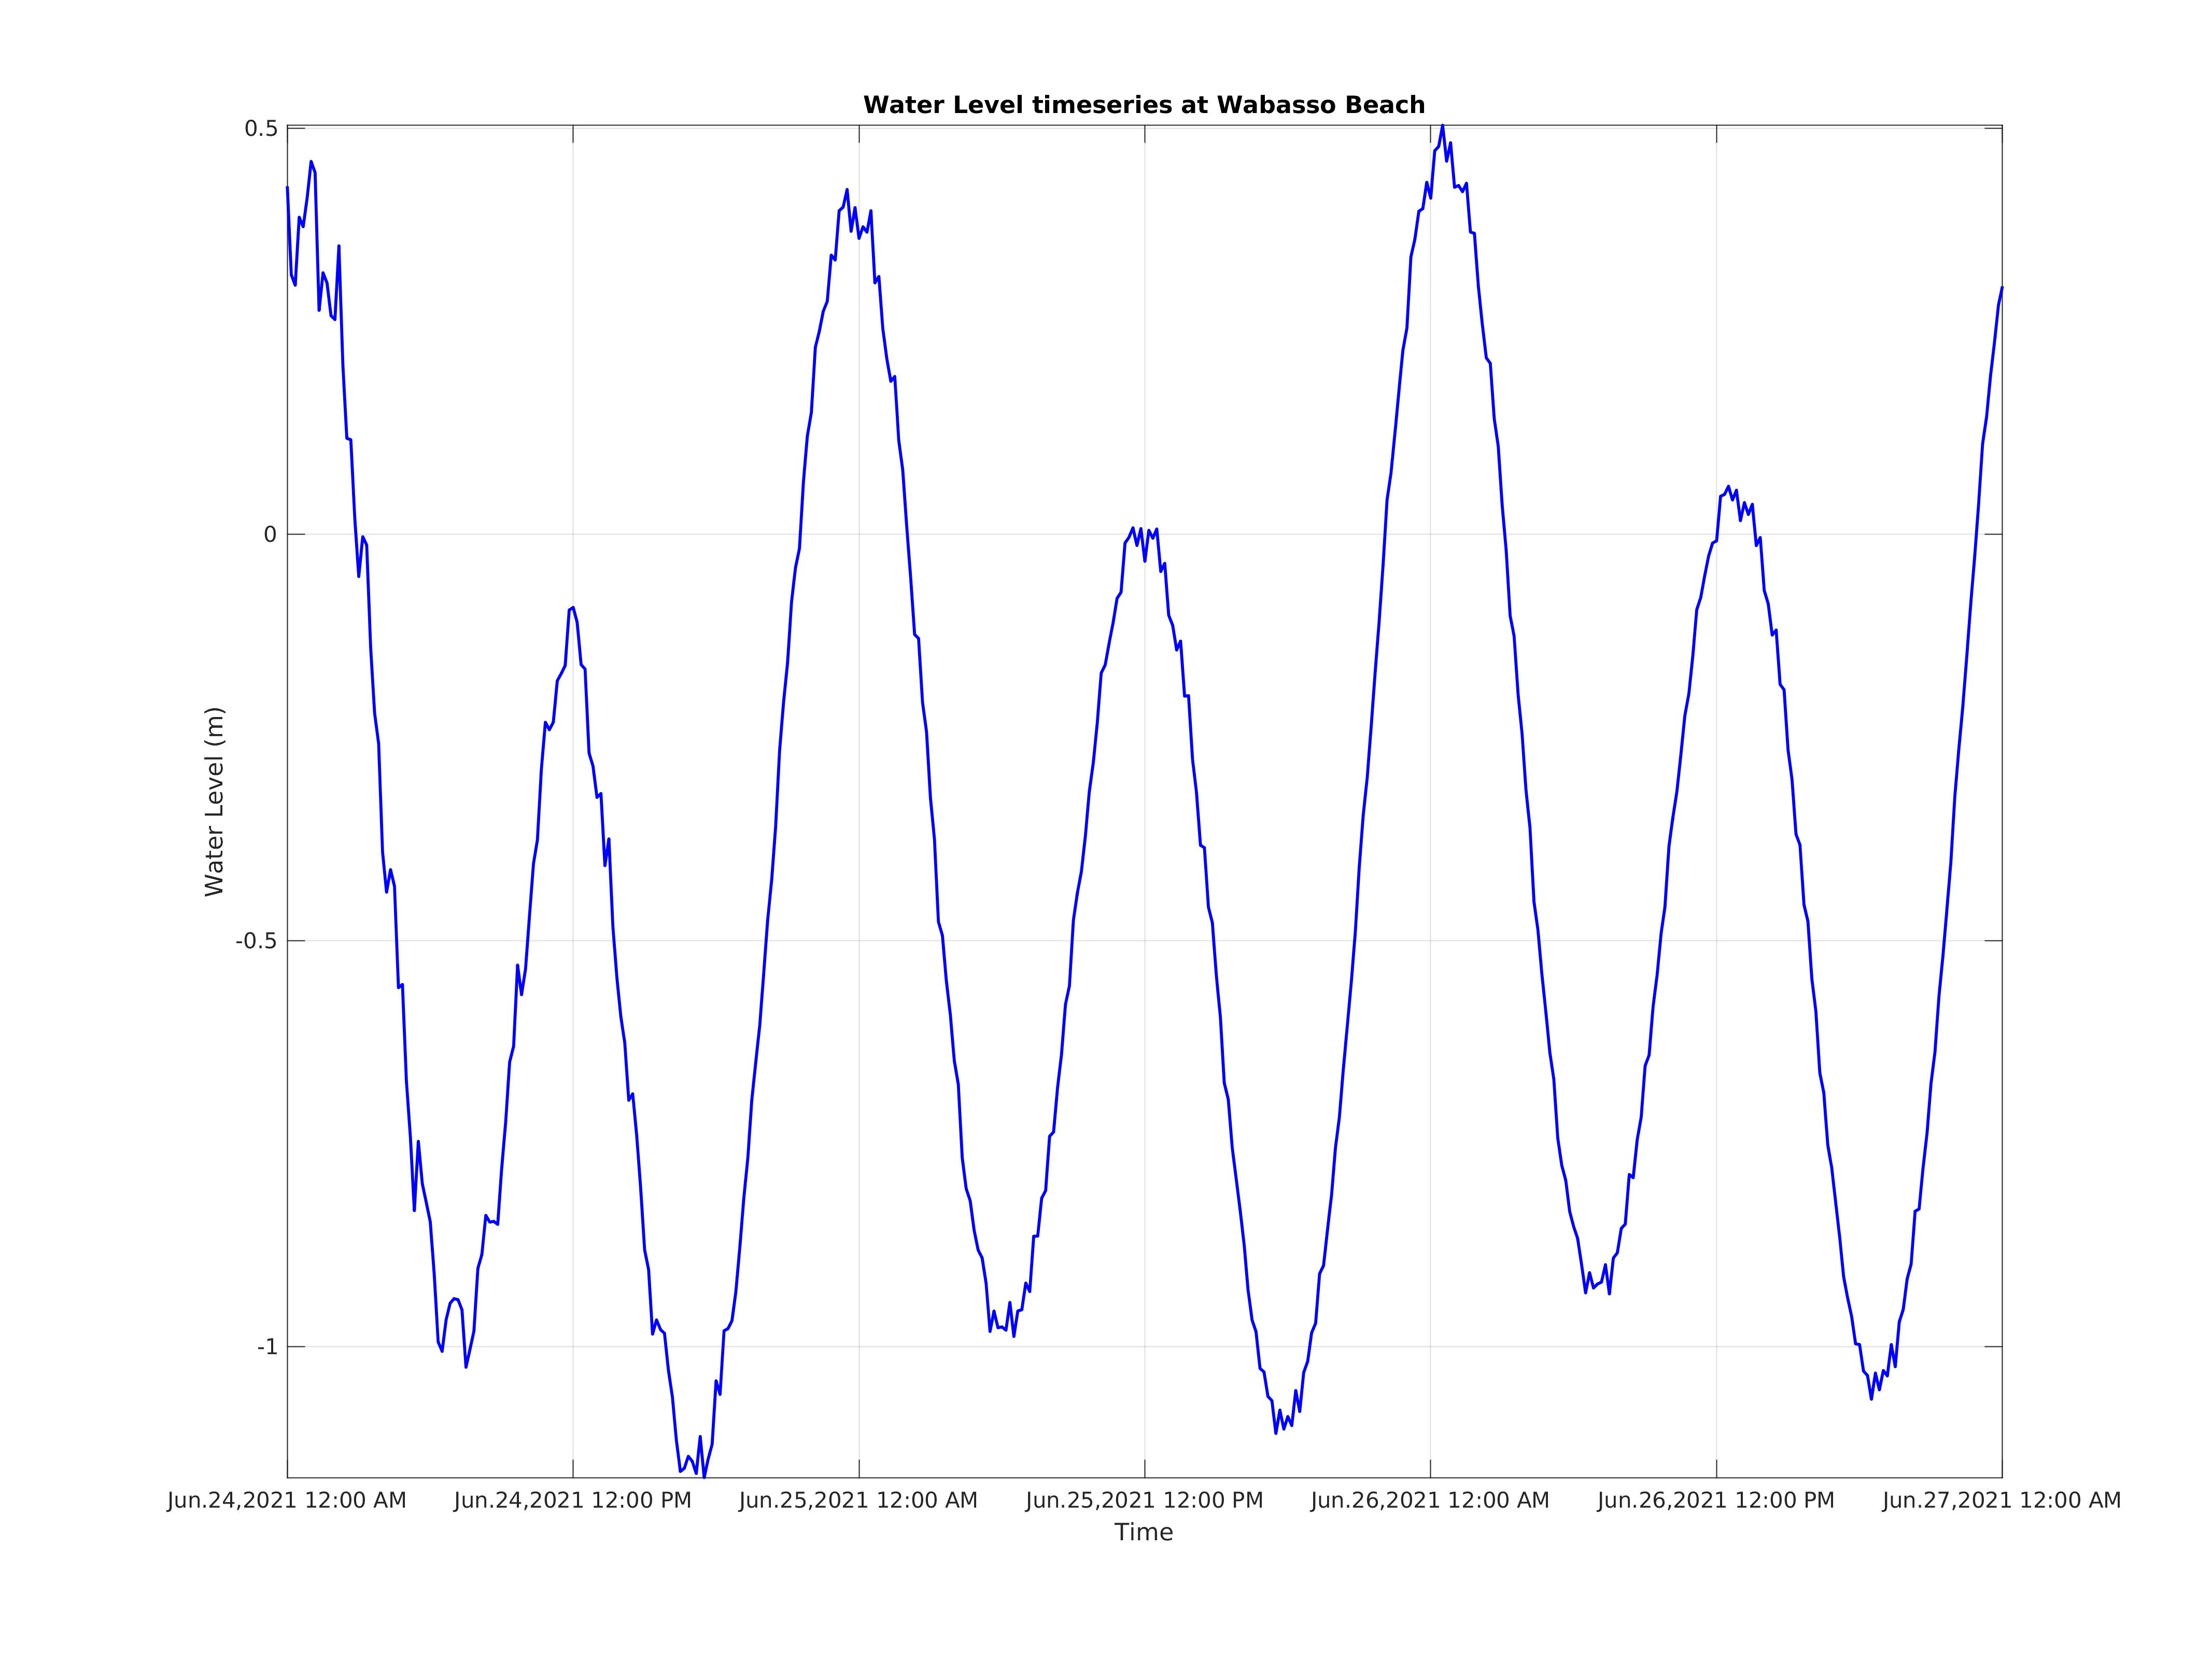 Water Level timeseries at Wabasso Beach
0.5
0
-0.5
-1
Water Level (m)
Jun.24,2021 12:00 AM
Jun.24,2021 12:00 PM
Jun.25,2021 12:00 AM
Jun.25,2021 12:00 PM
Jun.26,2021 12:00 AM
Jun.26,2021 12:00 PM
Jun.27,2021 12:00 AM
Time